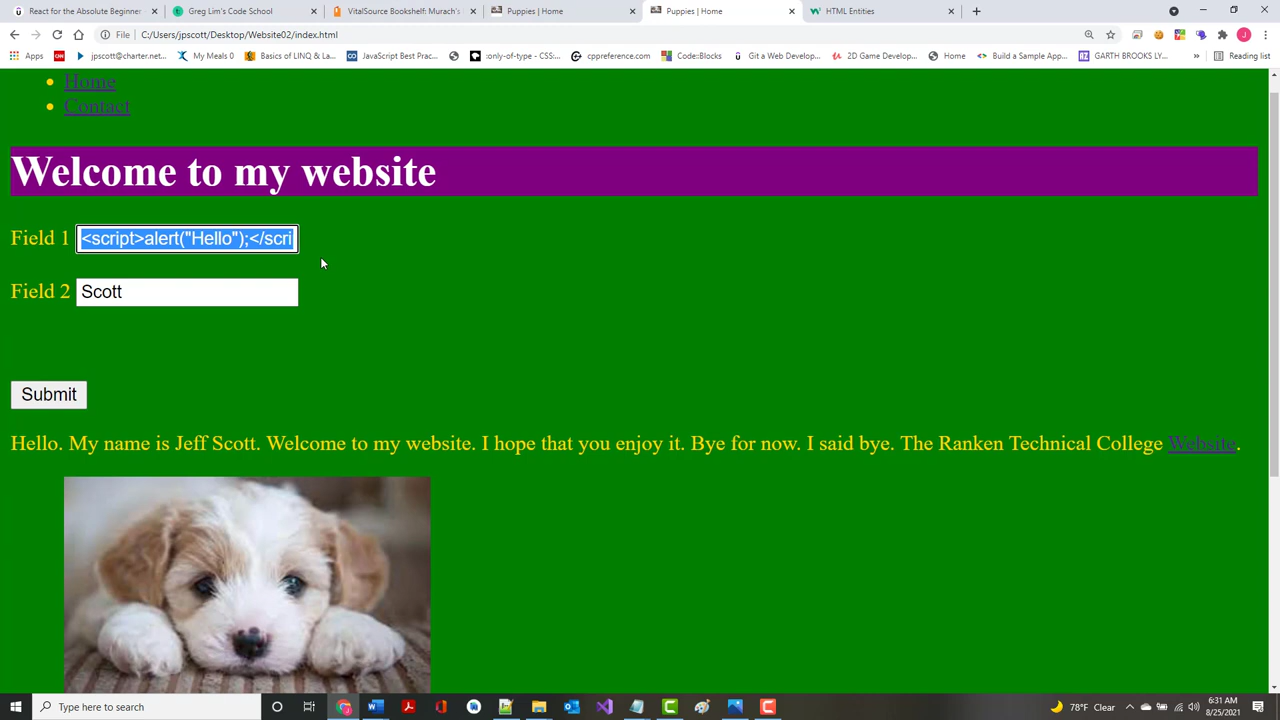 React for the Absolute Beginner
Greg Lim's Code School
VitalSource Bookshelf: Murach's
Puppies | Home
Puppies | Home
HTML Entities
File
C:/Users/jpscott/Desktop/Website02/index.html
Apps
jpscott@charter.net...
My Meals 0
Basics of LINQ & La...
JavaScript Best Prac...
:only-of-type - CSS:...
cppreference.com
Code::Blocks
Git a Web Develop...
2D Game Develop...
Home
Build a Sample App...
GARTH BROOKS LY...
»
Reading list
Home
Contact
Welcome to my website
Field 1 <script>alert("Hello");</scri
Field 2 Scott
Submit
Hello. My name is Jeff Scott. Welcome to my website. I hope that you enjoy it. Bye for now. I said bye. The Ranken Technical College Website.
Type here to search
78°F Clear
6:31 AM
8/25/2021